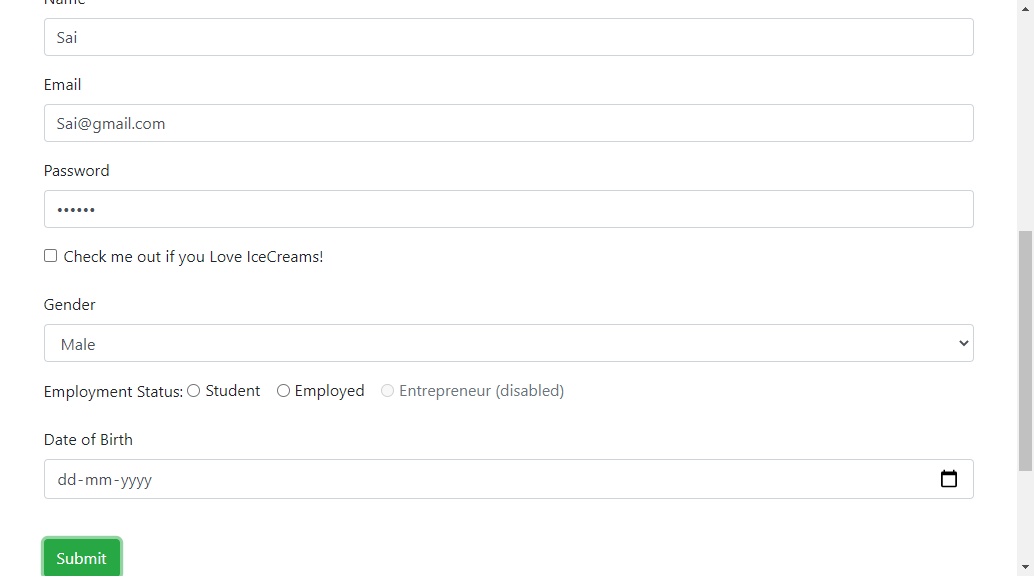 Name
Sai
Email
Sai@gmail.com
Password
••••••
Check me out if you Love IceCreams!
Gender
Male
Employment Status: Student Employed Entrepreneur (disabled)
Date of Birth
dd-mm-yyyy
Submit